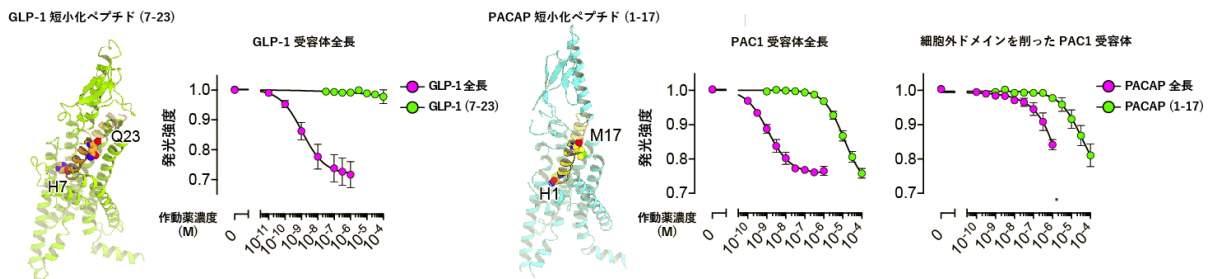 GLP-1 短小化ペプチド (7-23)
Q23
H7
GLP-1 受容体全長
発光強度
1.0
0.9
0.8
0.7
GLP-1 全長
GLP-1 (7-23)
作動薬濃度
(M)
0
10-11
10-10
10-9
10-8
10-7
10-6
10-5
10-4
PACAP 短小化ペプチド (1-17)
M17
H1
PAC1 受容体全長
発光強度
1.0
0.9
0.8
0.7
作動薬濃度
(M)
0
10-10
10-9
10-8
10-7
10-6
10-5
10-4
細胞外ドメインを削った PAC1 受容体
1.0
0.9
0.8
0.7
PACAP 全長
PACAP (1-17)
0
10-10
10-9
10-8
10-7
10-6
10-5
10-4